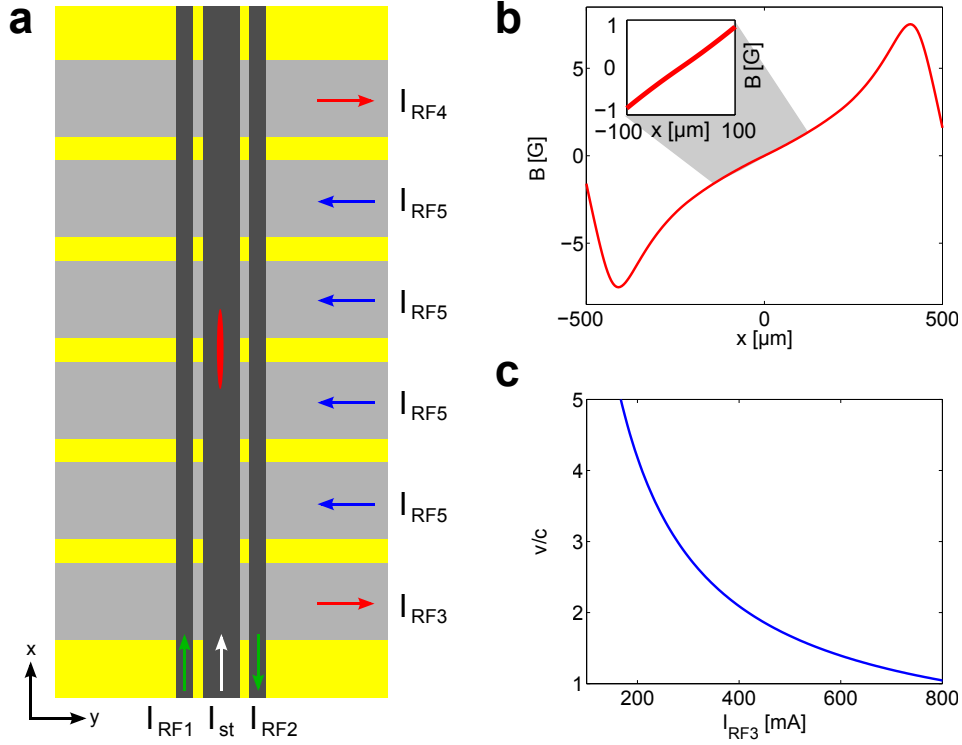 a
I_RF4
I_RF5
I_RF5
I_RF5
I_RF5
I_RF3
x
y
I_RF1 I_st I_RF2
b
B [G]
5
0
−5
−500 0 500
x [µm]
1
0
−1
−100 x [µm] 100
B [G]
c
v/c
5
4
3
2
1
200 400 600 800
I_RF3 [mA]